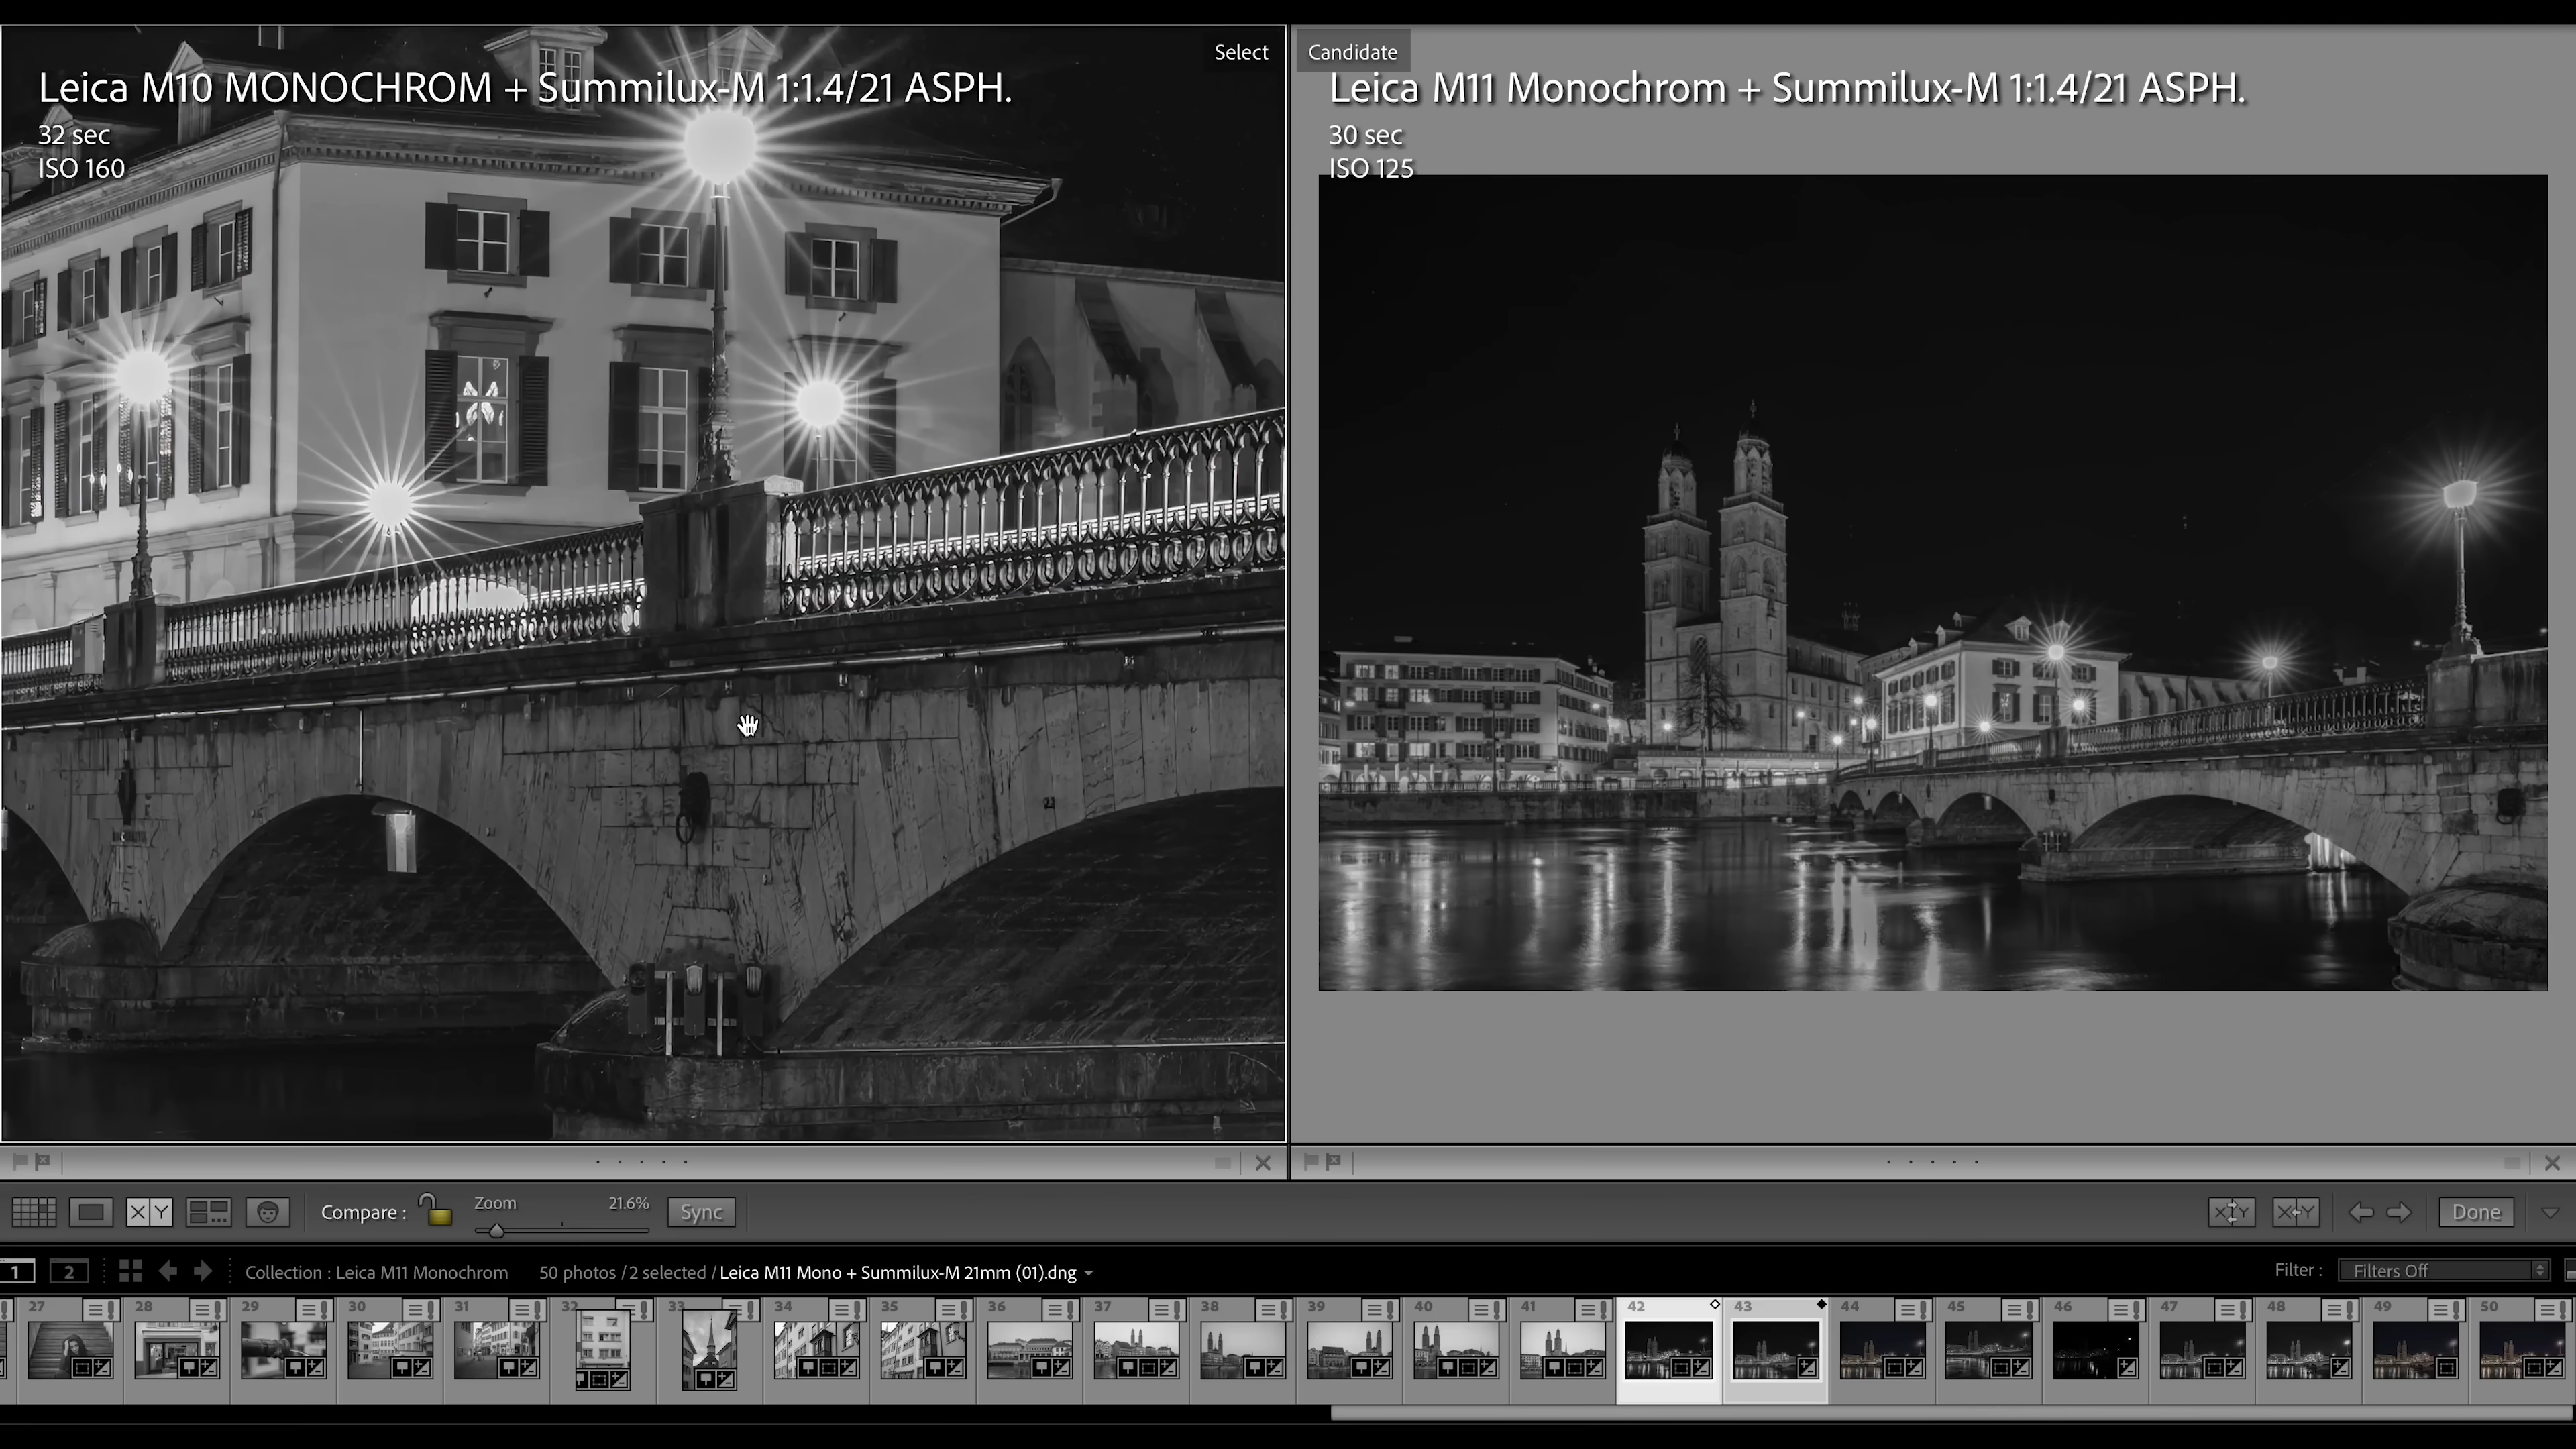 Select
Candidate
Leica M10 MONOCHROM + Summilux-M 1:1.4/21 ASPH.
32 sec
ISO 160
Leica M11 Monochrom + Summilux-M 1:1.4/21 ASPH.
30 sec
ISO 125
X Y
Compare :
Zoom
21.6%
Sync
X Y
X Y
Done
1
2
Collection : Leica M11 Monochrom
50 photos / 2 selected / Leica M11 Mono + Summilux-M 21mm (01).dng
Filter :
Filters Off
27 28 29 30 31 32 33 34 35 36 37 38 39 40 41 42 43 44 45 46 47 48 49 50